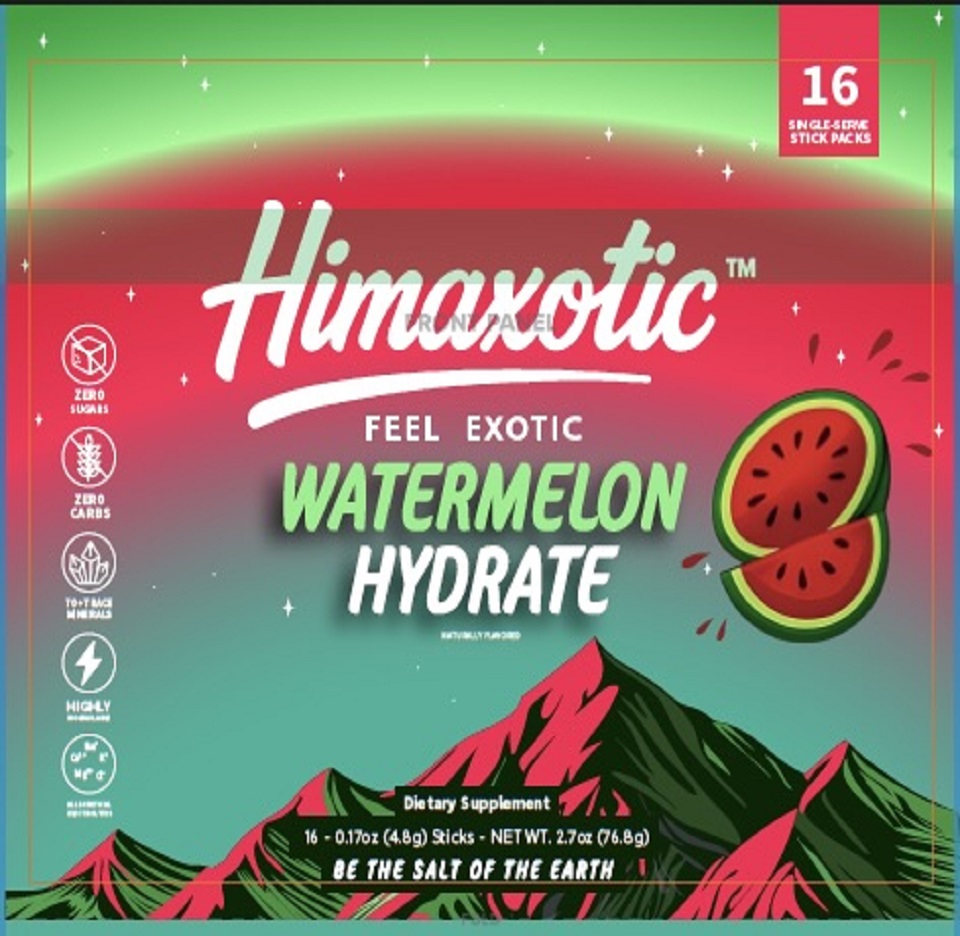 16
SINGLE-SERVE
STICK PACKS
Himaxotic™
FRONT PANEL
FEEL EXOTIC
WATERMELON
HYDRATE
NATURALLY FLAVORED
ZERO
SUGARS
ZERO
CARBS
70+TRACE
MINERALS
HIGHLY
Dietary Supplement
16 - 0.17oz (4.8g) Sticks - NET WT. 2.7oz (76.8g)
BE THE SALT OF THE EARTH
FOLD